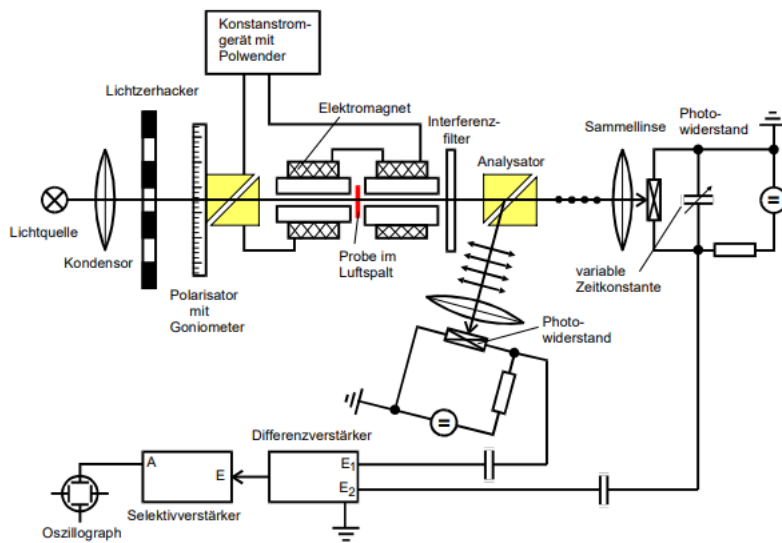 Konstanstrom-
gerät mit
Polwender
Lichtzerhacker
Elektromagnet
Interferenz-
filter
Analysator
Sammellinse
Photo-
widerstand
Lichtquelle
Kondensor
Polarisator
mit
Goniometer
Probe im
Luftspalt
variable
Zeitkonstante
Photo-
widerstand
=
=
Differenzverstärker
A
E
E1
E2
Selektivverstärker
Oszillograph